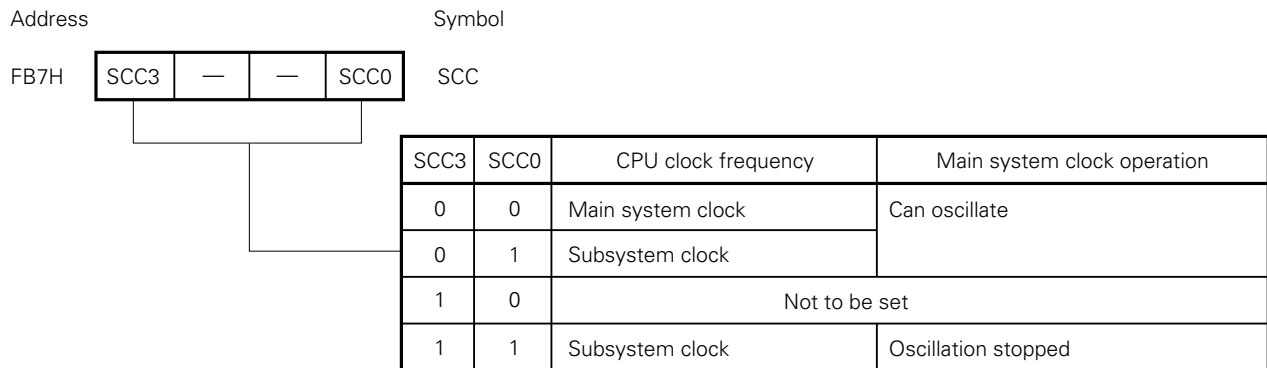 Address Symbol
FB7H SCC3 — — SCC0 SCC
SCC3 SCC0 CPU clock frequency Main system clock operation
0 0 Main system clock Can oscillate
0 1 Subsystem clock
1 0 Not to be set
1 1 Subsystem clock Oscillation stopped